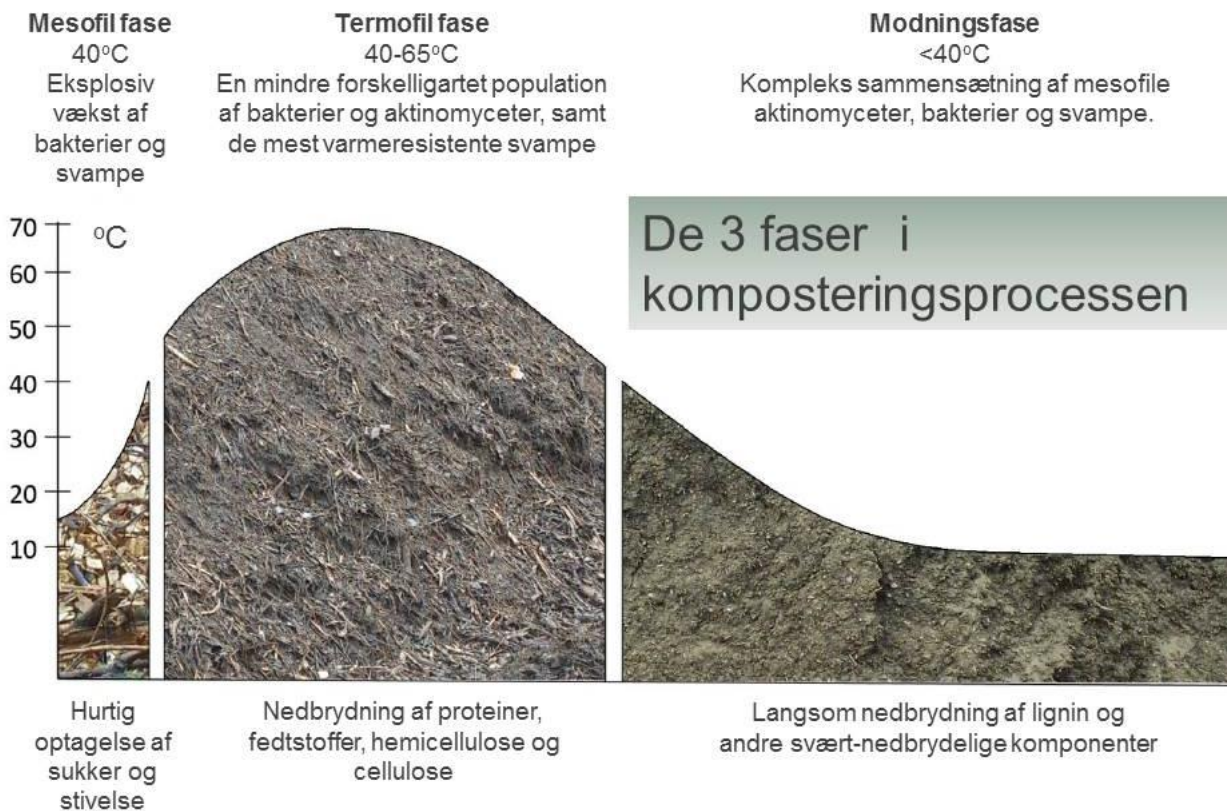 Mesofil fase
40°C
Eksplosiv
vækst af
bakterier og
svampe
Termofil fase
40-65°C
En mindre forskelligartet population
af bakterier og aktinomyceter, samt
de mest varmeresistente svampe
Modningsfase
<40°C
Kompleks sammensætning af mesofile
aktinomyceter, bakterier og svampe.
De 3 faser i
komposteringsprocessen
°C
70
60
50
40
30
20
10
Hurtig
optagelse af
sukker og
stivelse
Nedbrydning af proteiner,
fedtstoffer, hemicellulose og
cellulose
Langsom nedbrydning af lignin og
andre svært-nedbrydelige komponenter